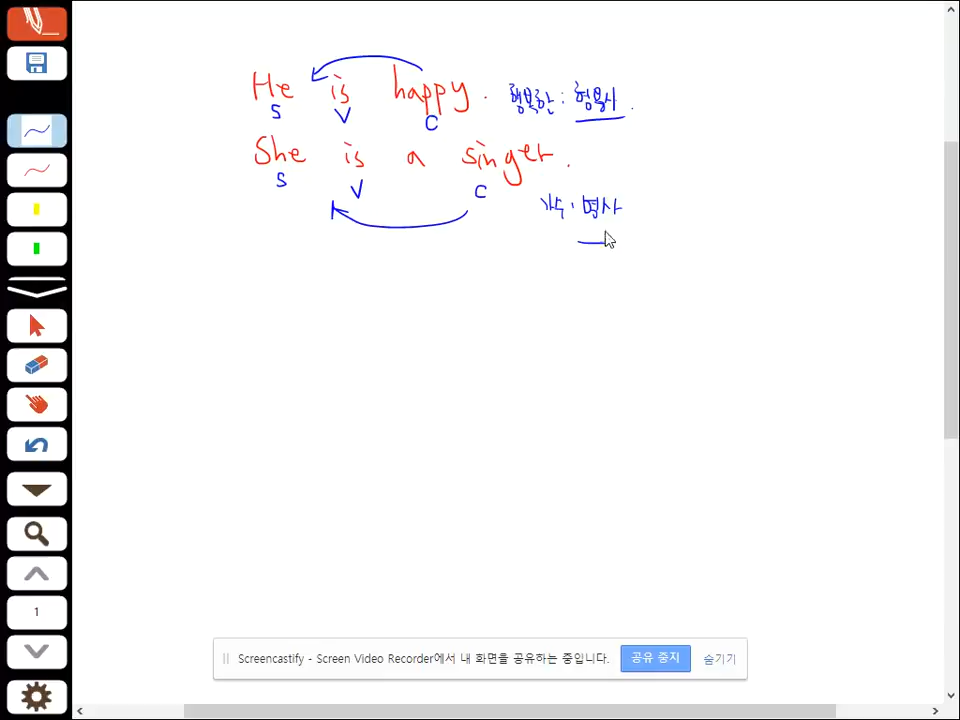 He is happy. 행복한 : 형용사.
S V C
She is a singer.
S V C
가수 : 명사
1
Screencastify - Screen Video Recorder에서 내 화면을 공유하는 중입니다. 공유 중지 숨기기